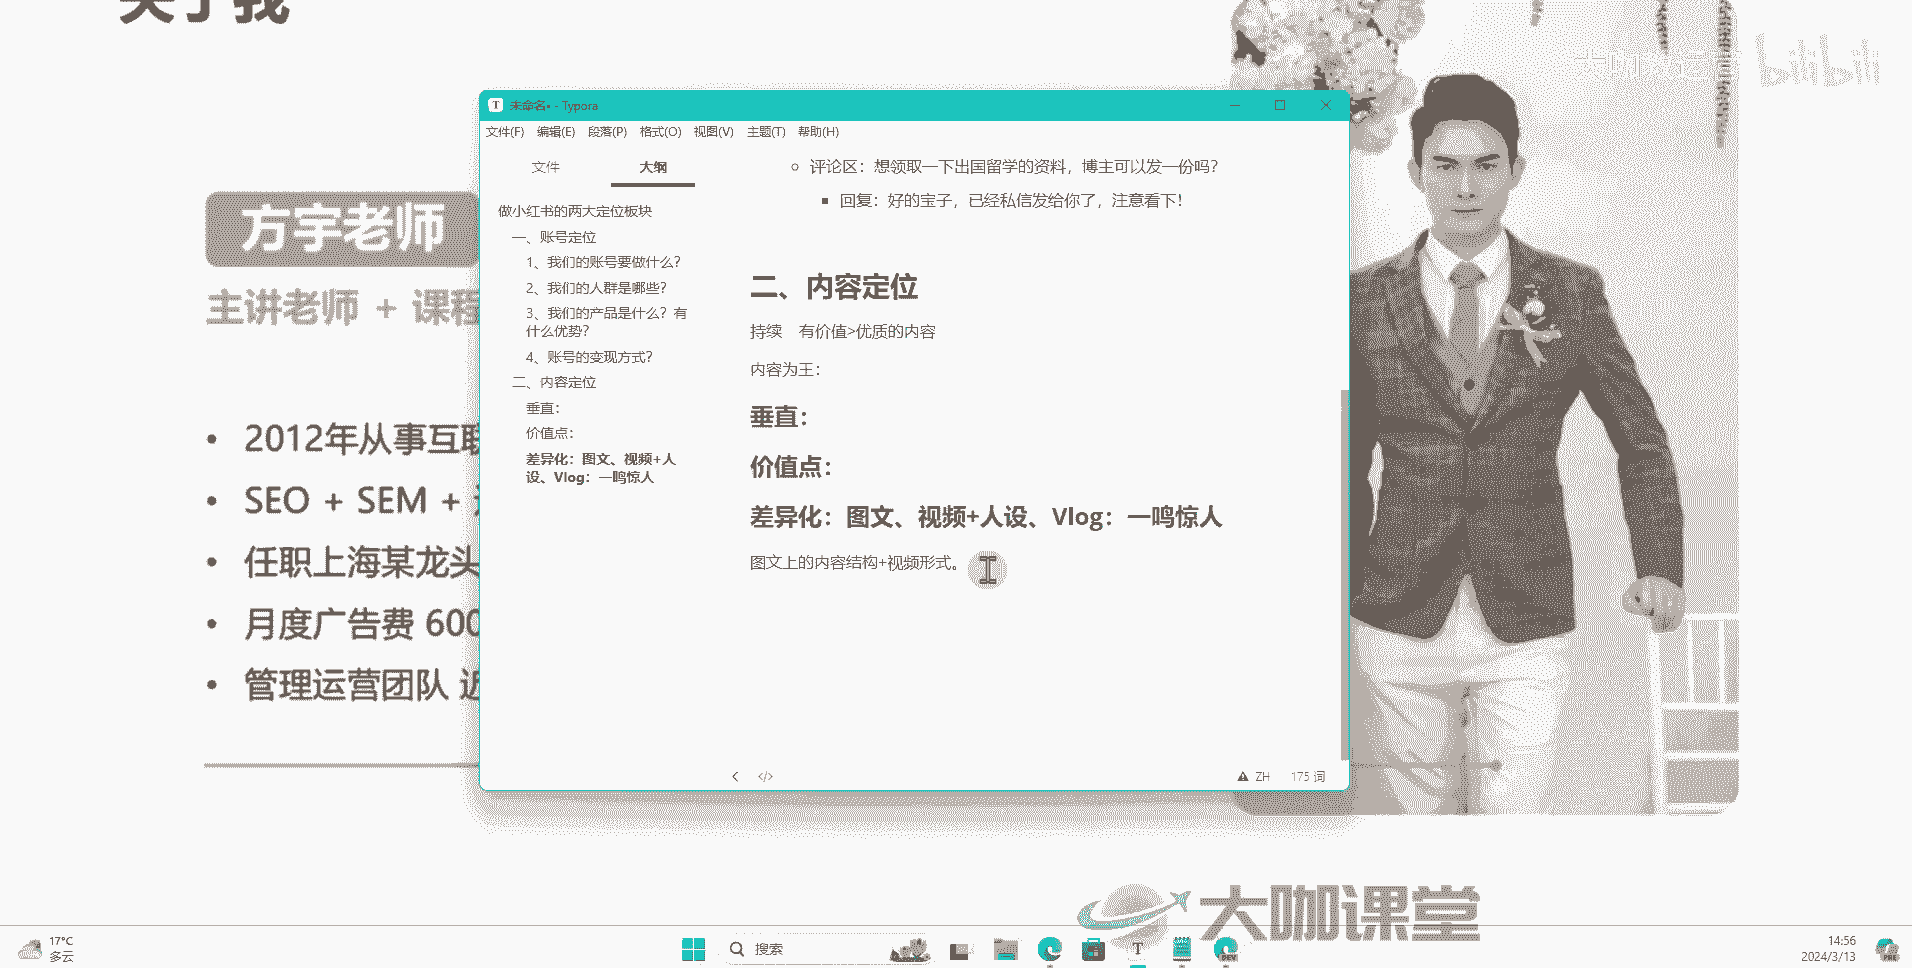 关于我
bilibili
方宇老师
主讲老师 + 课程
• 2012年从事互联
• SEO + SEM +
• 任职上海某龙头
• 月度广告费 600
• 管理运营团队 近
未命名• - Typora
文件(F) 编辑(E) 段落(P) 格式(O) 视图(V) 主题(T) 帮助(H)
文件 大纲
做小红书的两大定位板块
一、账号定位
1、我们的账号要做什么?
2、我们的人群是哪些?
3、我们的产品是什么？有
什么优势?
4、账号的变现方式?
二、内容定位
垂直：
价值点：
差异化：图文、视频+人
设、Vlog：一鸣惊人
评论区：想领取一下出国留学的资料，博主可以发一份吗?
回复：好的宝子，已经私信发给你了，注意看下!
二、内容定位
持续 有价值>优质的内容
内容为王：
垂直：
价值点：
差异化：图文、视频+人设、Vlog：一鸣惊人
图文上的内容结构+视频形式。
ZH 175 词
大咖课堂
17°C
多云
搜索
DEV
14:56
2024/3/13
PRE